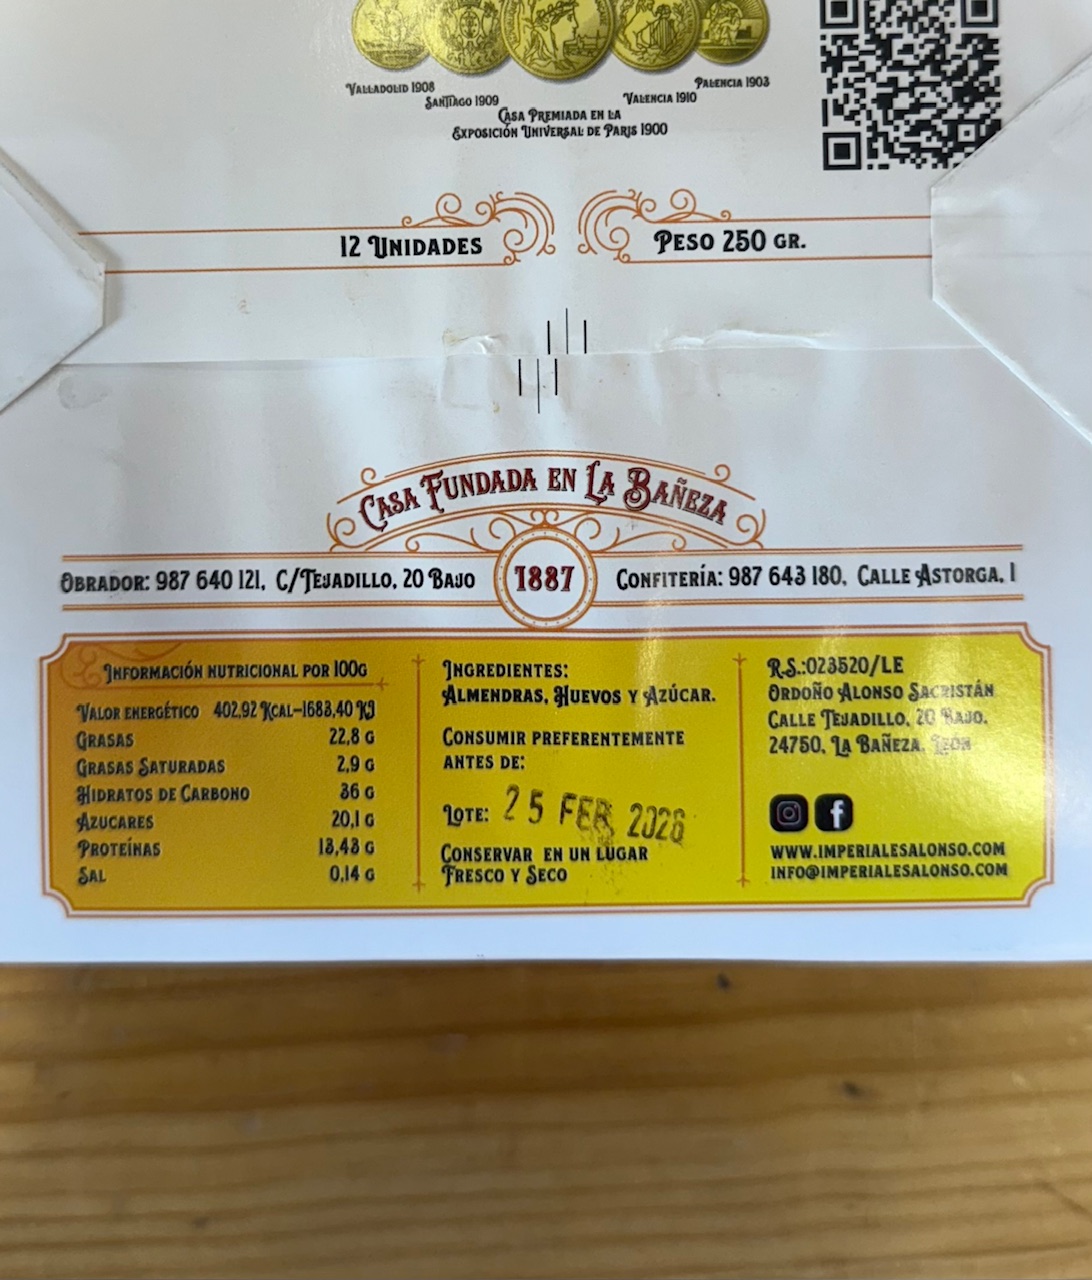 VALLADOLID 1908
SANTIAGO 1909
CASA PREMIADA EN LA
EXPOSICIÓN UNIVERSAL DE PARIS 1900
VALENCIA 1910
PALENCIA 1903
12 UNIDADES
PESO 250 GR.
CASA FUNDADA EN LA BAÑEZA
1887
OBRADOR: 987 640 121, C/TEJADILLO, 20 BAJO
CONFITERÍA: 987 643 180, CALLE ASTORGA, 1
INFORMACIÓN NUTRICIONAL POR 100G
VALOR ENERGÉTICO 402,92 KCAL-1683,40 KJ
GRASAS 22,8 G
GRASAS SATURADAS 2,9 G
HIDRATOS DE CARBONO 36 G
AZUCARES 20,1 G
PROTEÍNAS 13,43 G
SAL 0,14 G
INGREDIENTES:
ALMENDRAS, HUEVOS Y AZÚCAR.
CONSUMIR PREFERENTEMENTE
ANTES DE:
LOTE: 25 FEB 2026
CONSERVAR EN UN LUGAR
FRESCO Y SECO
R.S.:023520/LE
ORDOÑO ALONSO SACRISTÁN
CALLE TEJADILLO, 20 BAJO.
24750, LA BAÑEZA, LEÓN
WWW.IMPERIALESALONSO.COM
INFO@IMPERIALESALONSO.COM